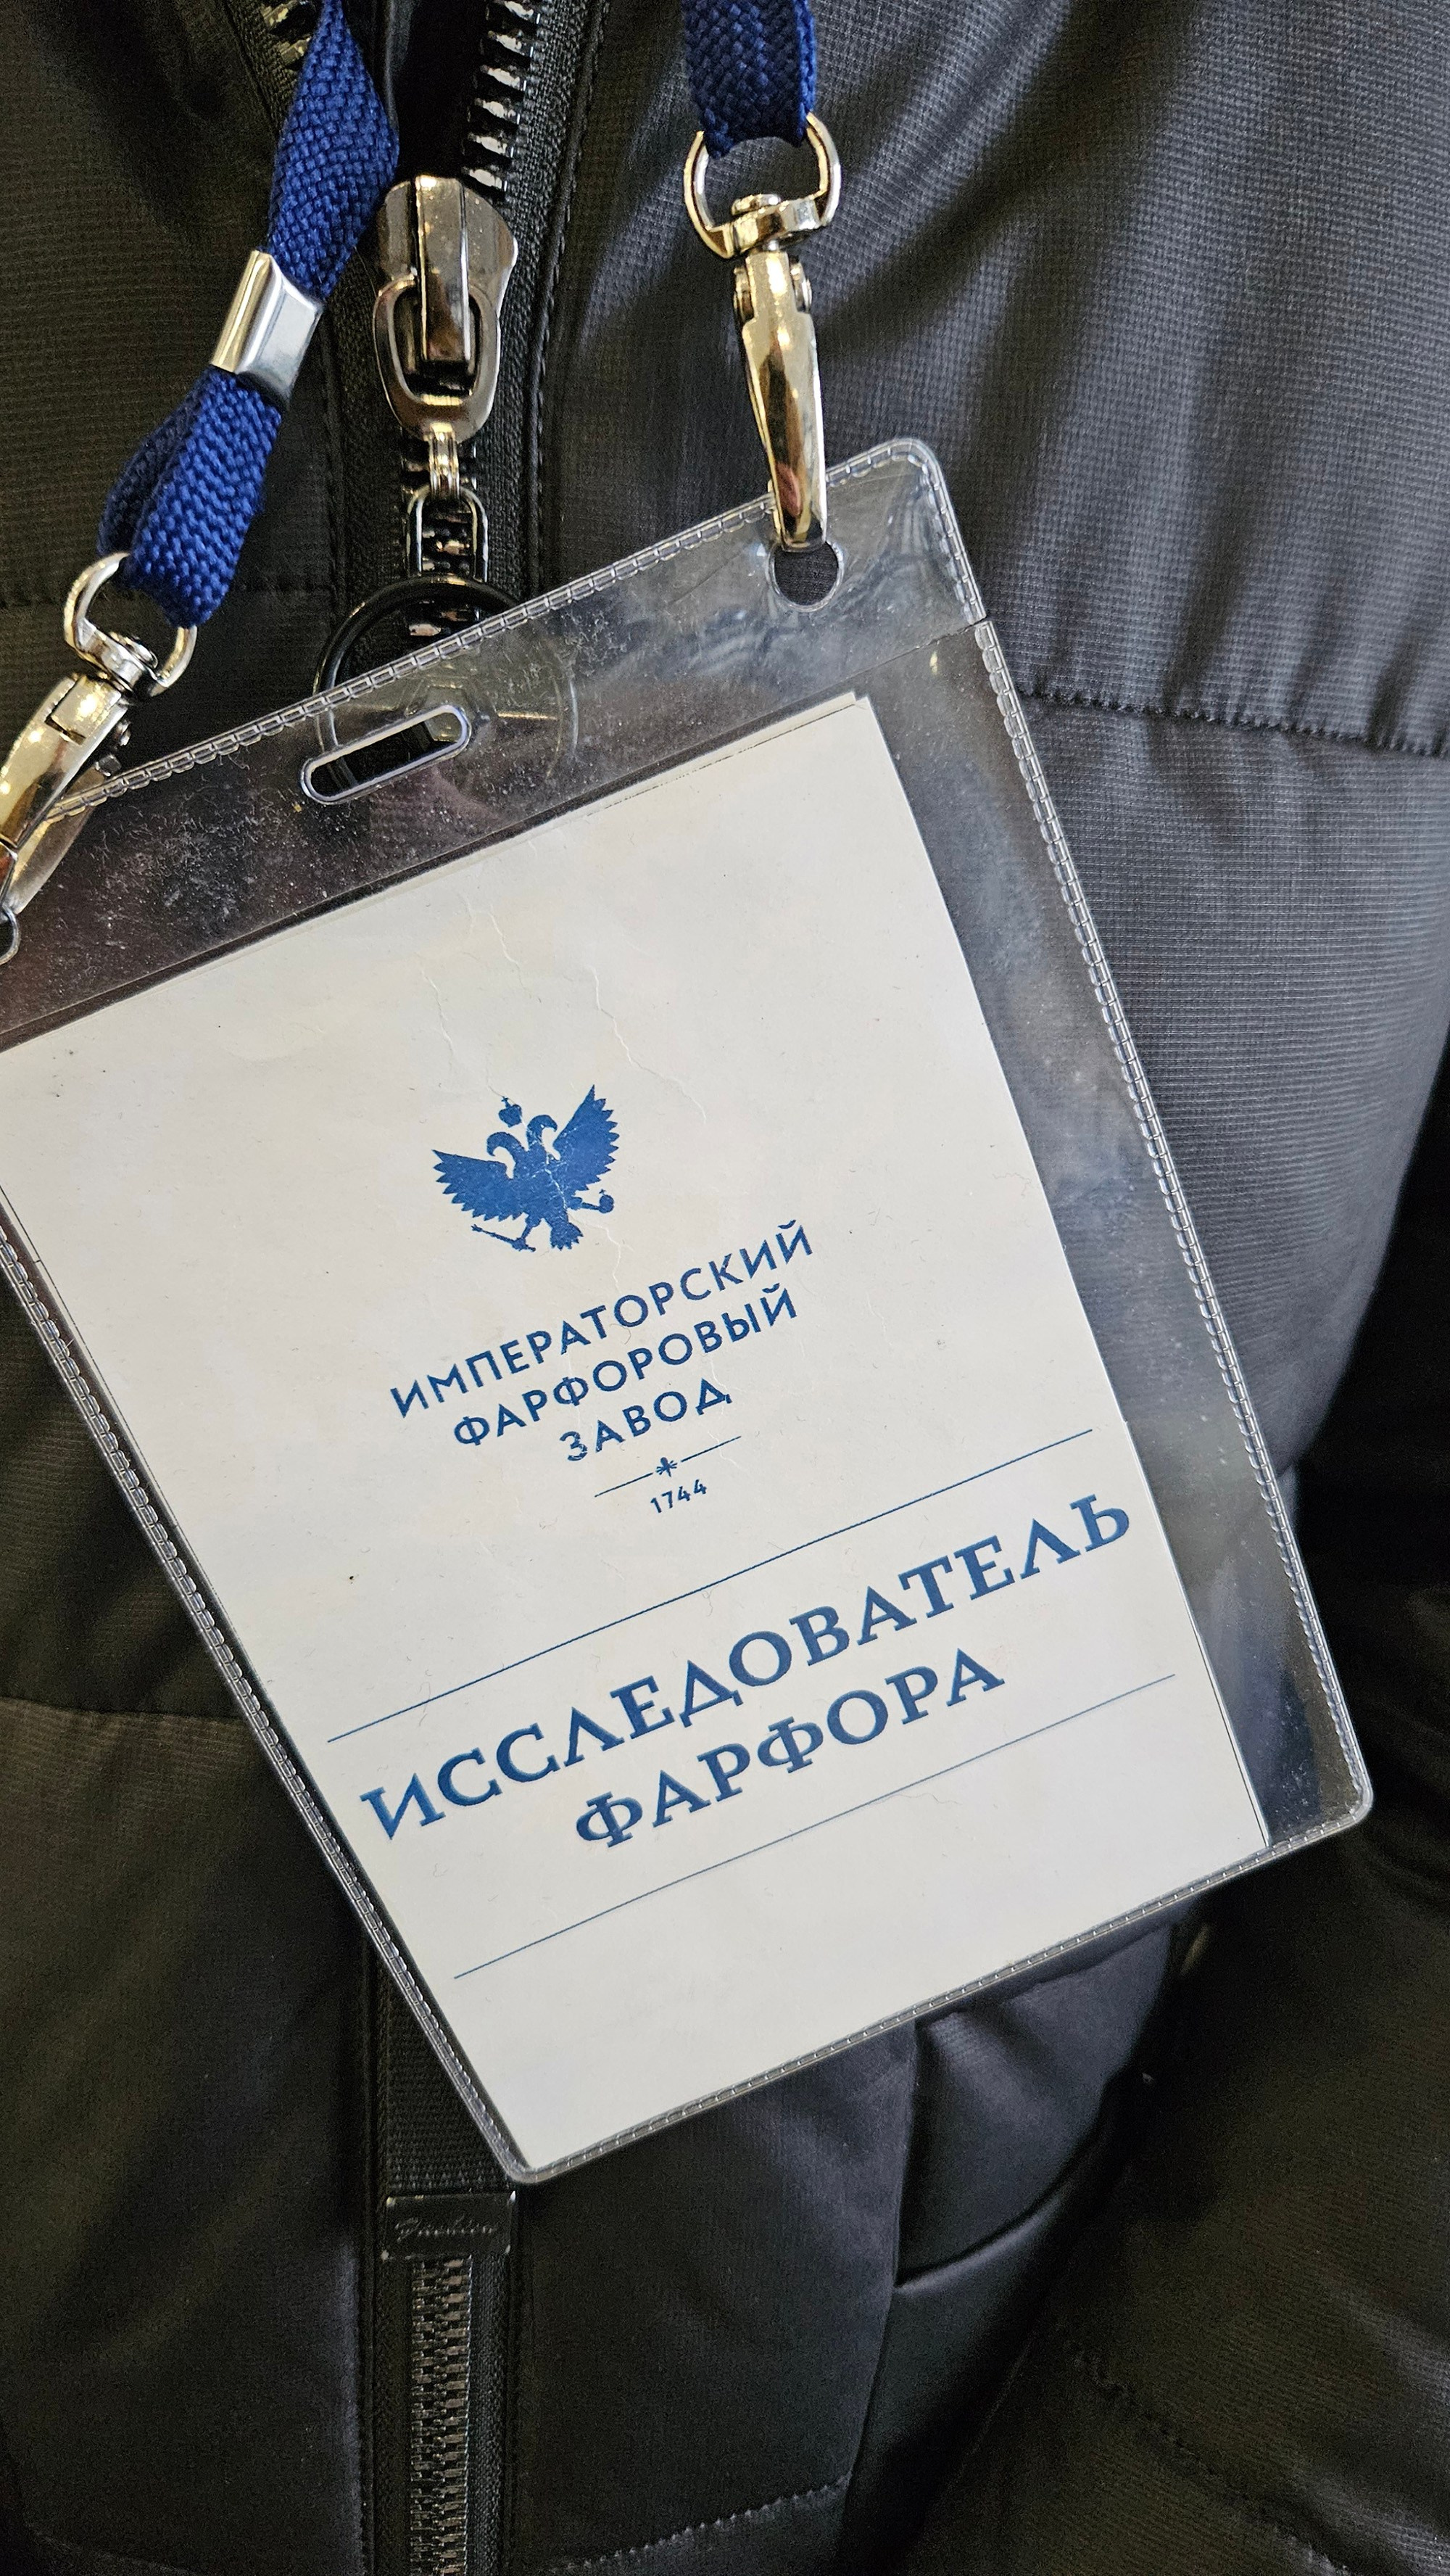 ИМПЕРАТОРСКИЙ
ФАРФОРОВЫЙ
ЗАВОД
1744
ИССЛЕДОВАТЕЛЬ
ФАРФОРА